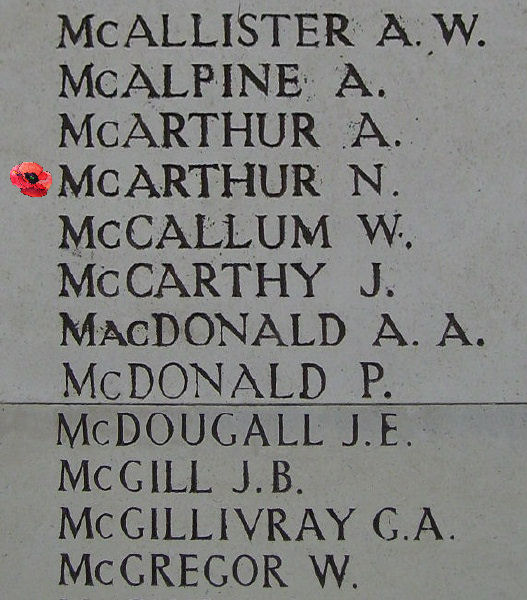 McALLISTER A. W.
McALPINE A.
McARTHUR A.
McARTHUR N.
McCALLUM W.
McCARTHY J.
MacDONALD A. A.
McDONALD P.
McDOUGALL J.E.
McGILL J.B.
McGILLIVRAY G.A.
McGREGOR W.